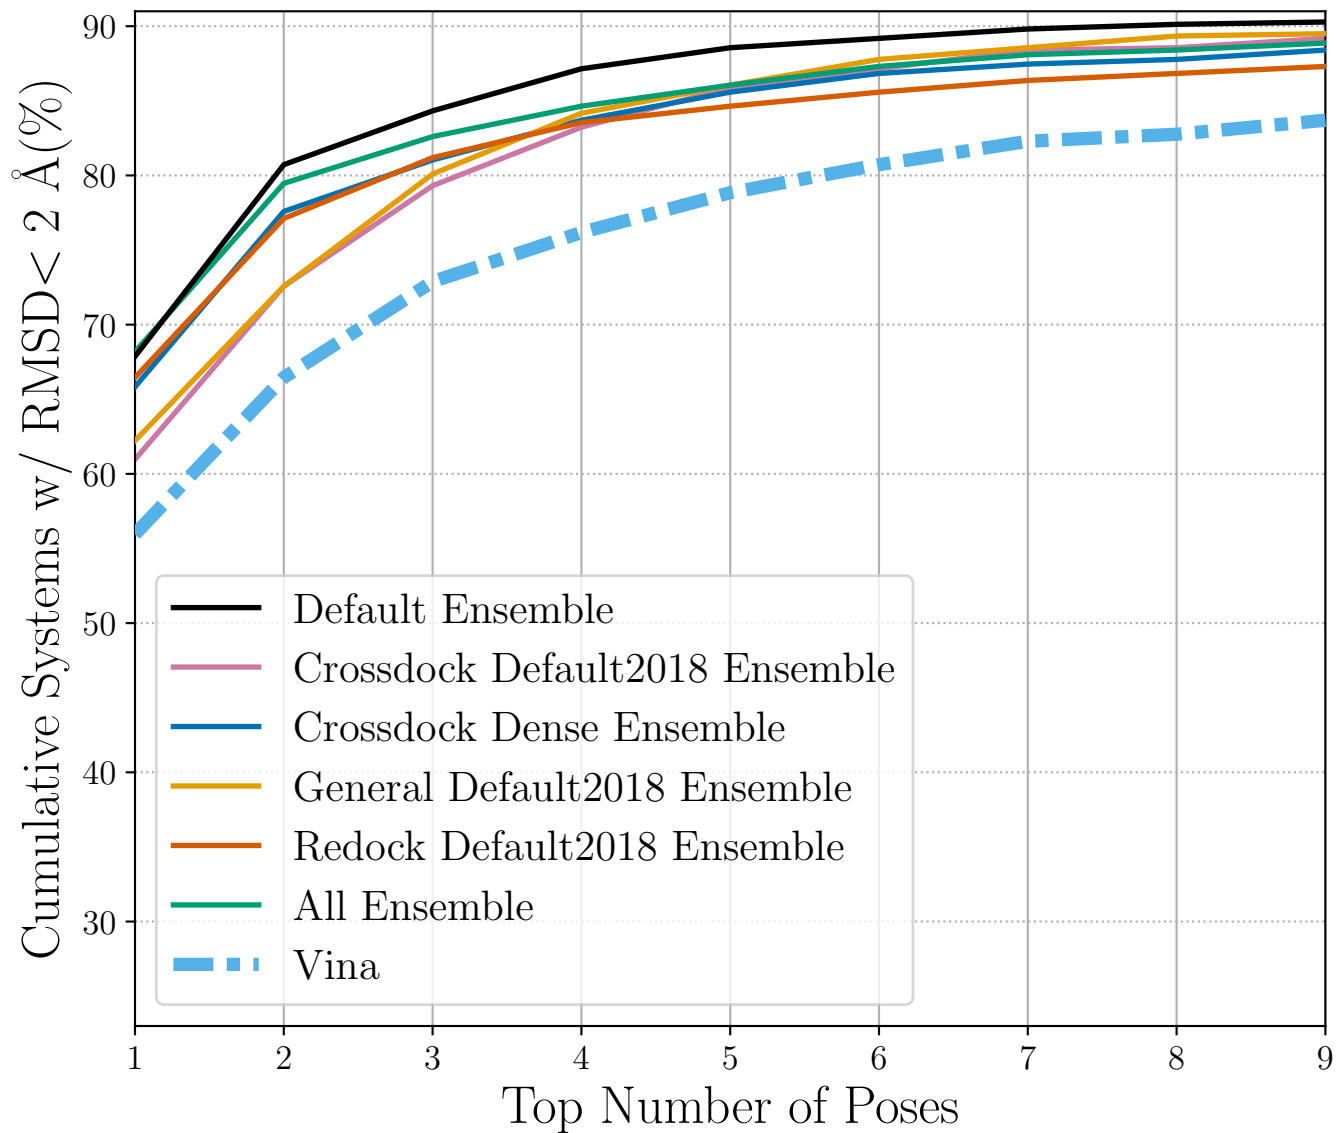 Cumulative Systems w/ RMSD< 2 Å(%)
90
80
70
60
50
40
30
Default Ensemble
Crossdock Default2018 Ensemble
Crossdock Dense Ensemble
General Default2018 Ensemble
Redock Default2018 Ensemble
All Ensemble
Vina
1 2 3 4 5 6 7 8 9
Top Number of Poses